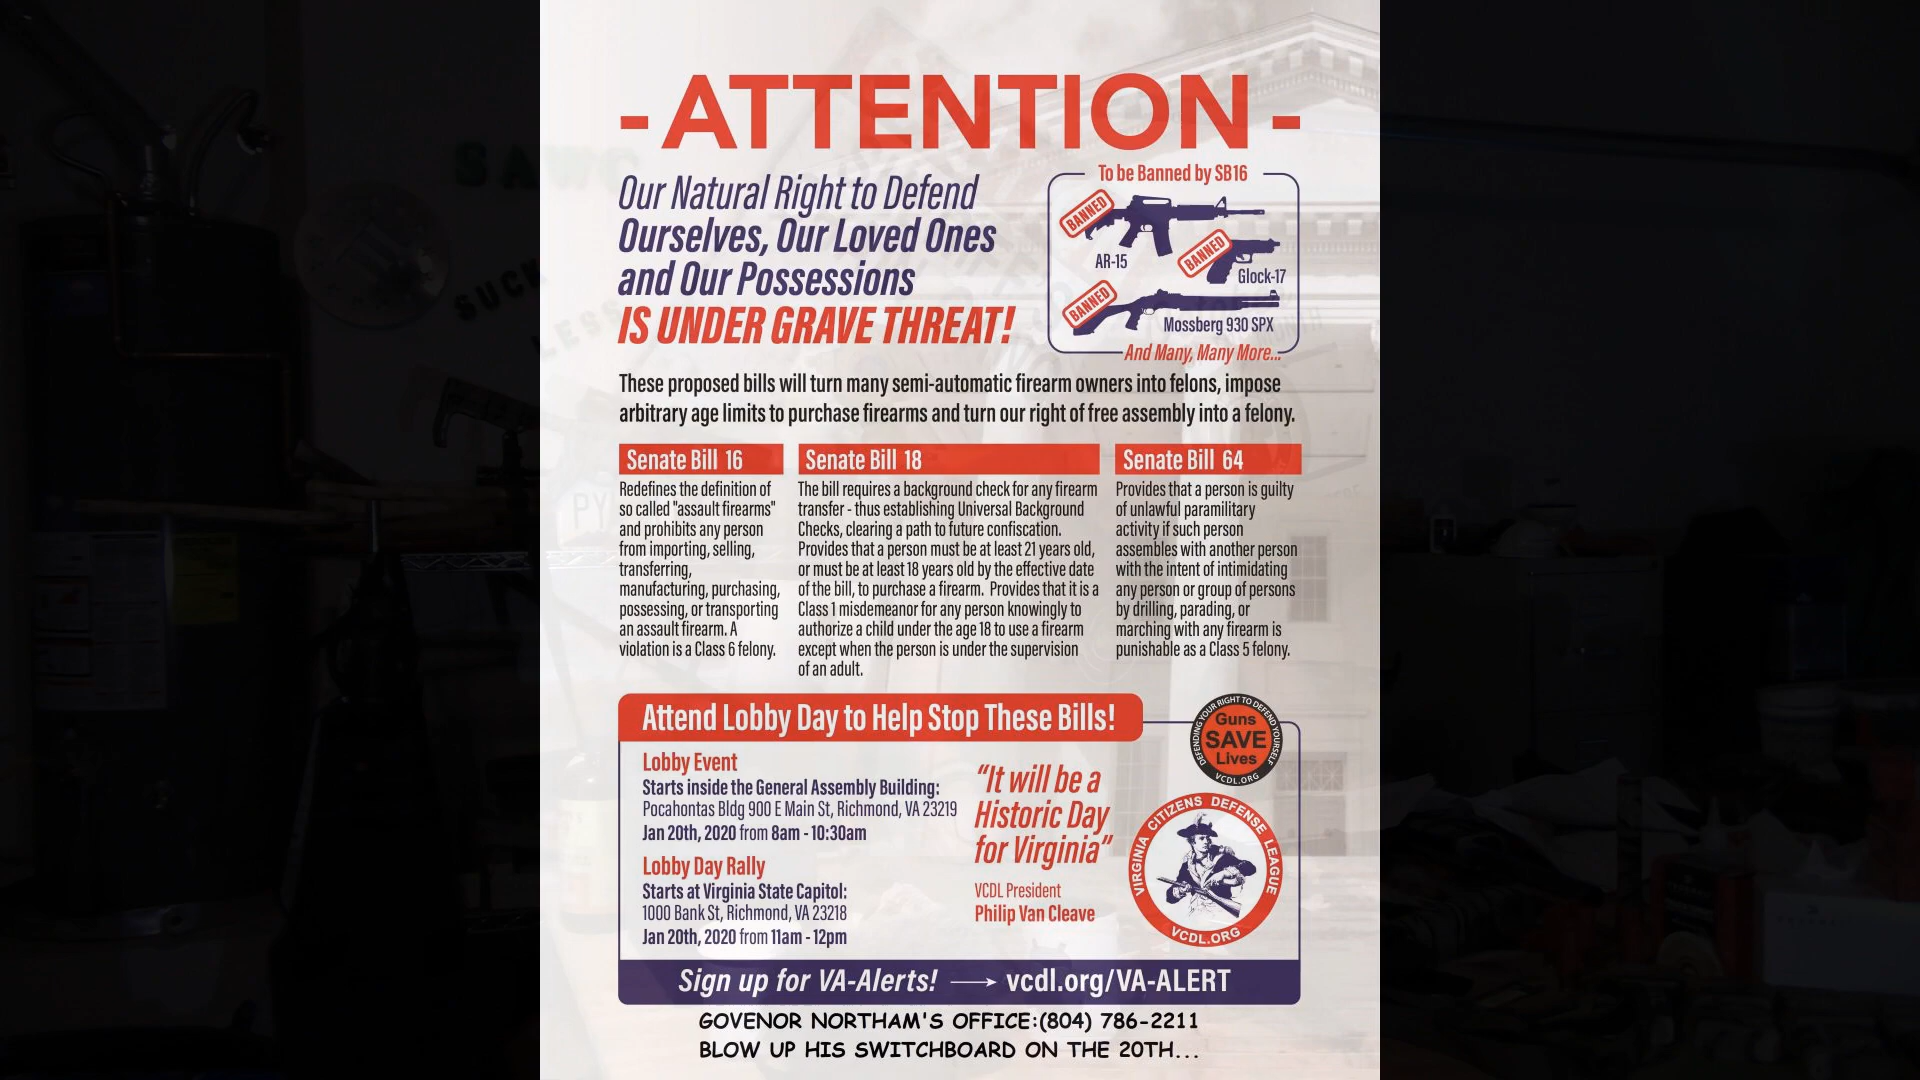 - ATTENTION -
Our Natural Right to Defend
Ourselves, Our Loved Ones
and Our Possessions
IS UNDER GRAVE THREAT!
To be Banned by SB16
BANNED
AR-15
BANNED
Glock-17
BANNED
Mossberg 930 SPX
And Many, Many More...
These proposed bills will turn many semi-automatic firearm owners into felons, impose
arbitrary age limits to purchase firearms and turn our right of free assembly into a felony.
Senate Bill 16
Redefines the definition of
so called "assault firearms"
and prohibits any person
from importing, selling,
transferring,
manufacturing, purchasing,
possessing, or transporting
an assault firearm. A
violation is a Class 6 felony.
Senate Bill 18
The bill requires a background check for any firearm
transfer - thus establishing Universal Background
Checks, clearing a path to future confiscation.
Provides that a person must be at least 21 years old,
or must be at least 18 years old by the effective date
of the bill, to purchase a firearm. Provides that it is a
Class 1 misdemeanor for any person knowingly to
authorize a child under the age 18 to use a firearm
except when the person is under the supervision
of an adult.
Senate Bill 64
Provides that a person is guilty
of unlawful paramilitary
activity if such person
assembles with another person
with the intent of intimidating
any person or group of persons
by drilling, parading, or
marching with any firearm is
punishable as a Class 5 felony.
Attend Lobby Day to Help Stop These Bills!
Lobby Event
Starts inside the General Assembly Building:
Pocahontas Bldg 900 E Main St, Richmond, VA 23219
Jan 20th, 2020 from 8am - 10:30am
Lobby Day Rally
Starts at Virginia State Capitol:
1000 Bank St, Richmond, VA 23218
Jan 20th, 2020 from 11am - 12pm
"It will be a
Historic Day
for Virginia"
VCDL President
Philip Van Cleave
DEFENDING YOUR RIGHT TO DEFEND YOURSELF
Guns
SAVE
Lives
VCDL.ORG
VIRGINIA CITIZENS DEFENSE LEAGUE
VCDL.ORG
Sign up for VA-Alerts! → vcdl.org/VA-ALERT
GOVENOR NORTHAM'S OFFICE:(804) 786-2211
BLOW UP HIS SWITCHBOARD ON THE 20TH...
SUCK
LESS
PY